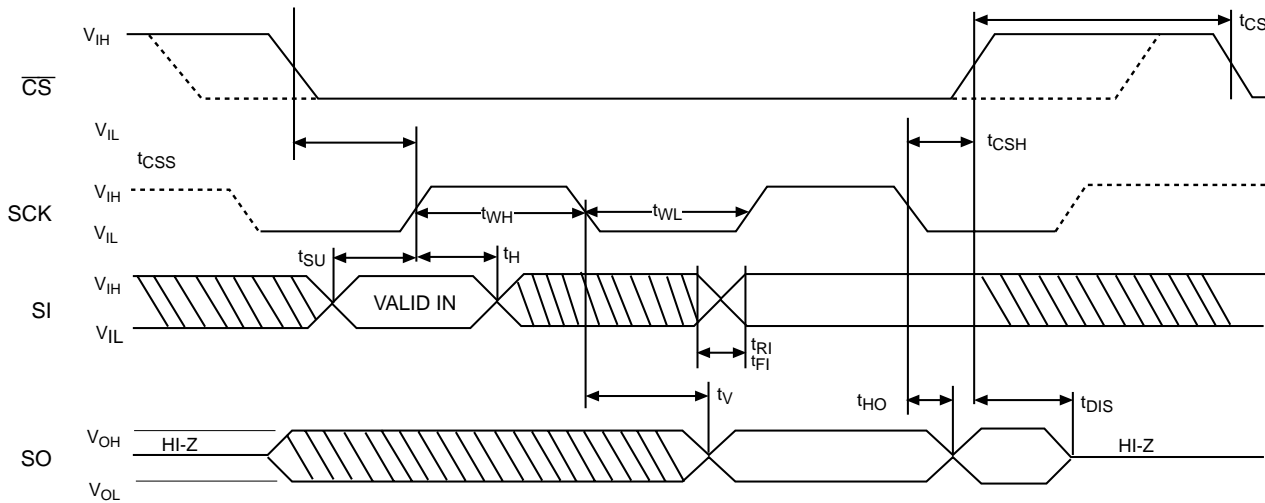 V_IH
t_CS
CS
V_IL
t_CSS
t_CSH
V_IH
SCK
t_WH
t_WL
V_IL
t_SU
t_H
V_IH
SI
VALID IN
V_IL
t_RI
t_FI
t_V
t_HO
t_DIS
V_OH
HI-Z
HI-Z
SO
V_OL